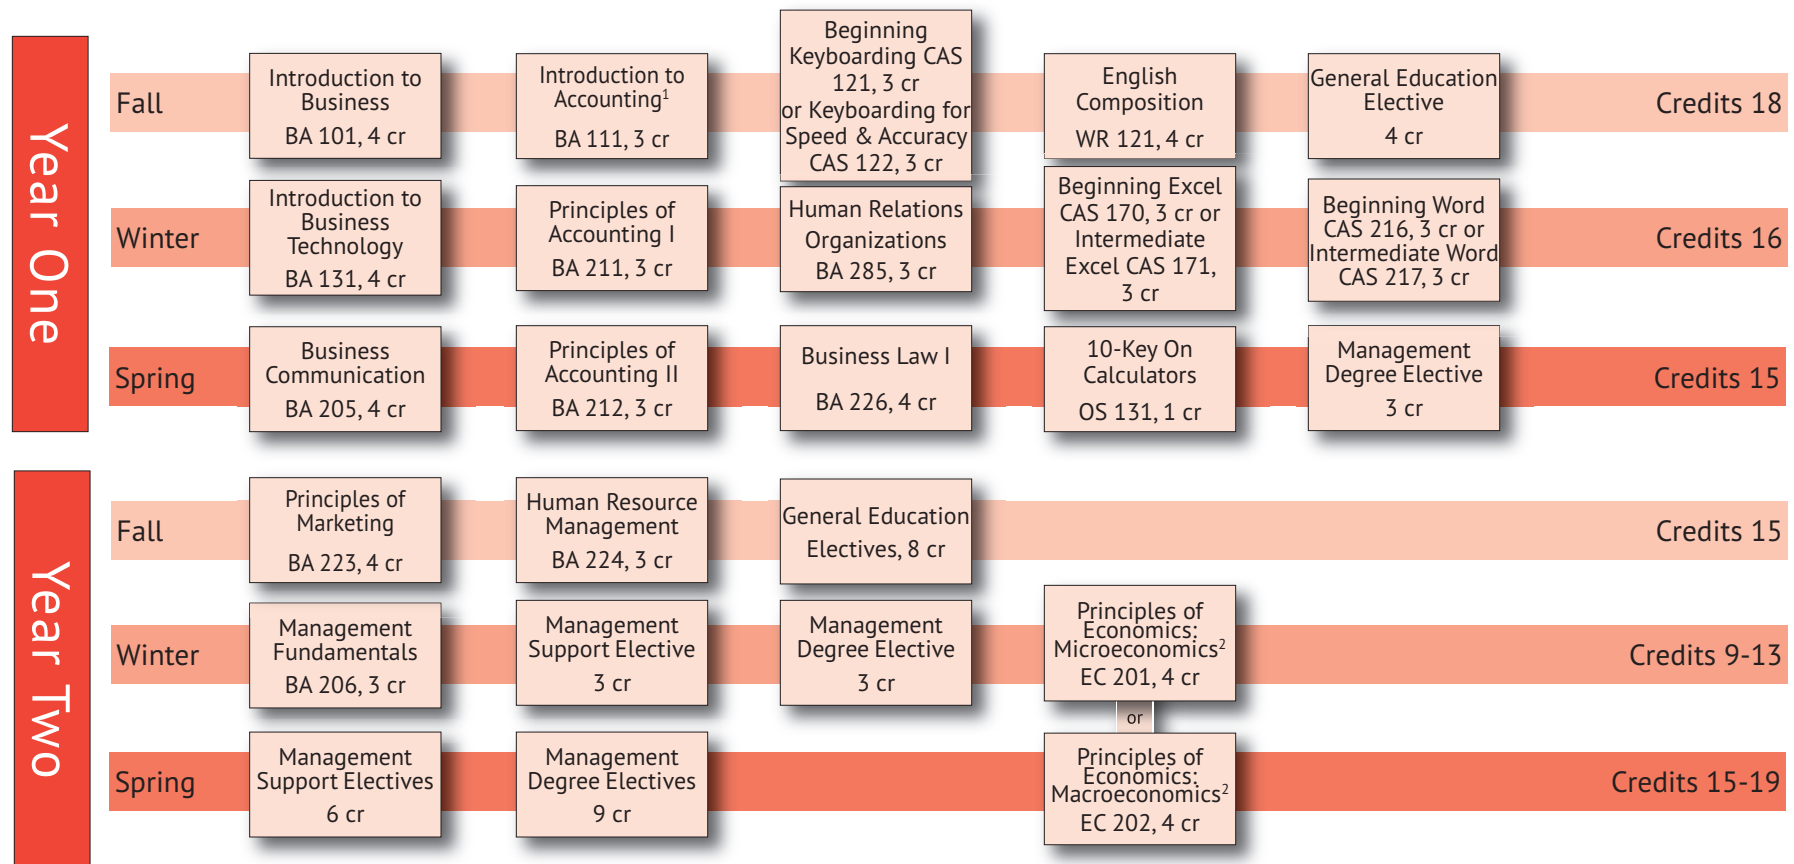 Year One
Fall
Introduction to
Business
BA 101, 4 cr
Introduction to
Accounting¹
BA 111, 3 cr
Beginning
Keyboarding CAS
121, 3 cr
or Keyboarding for
Speed & Accuracy
CAS 122, 3 cr
English
Composition
WR 121, 4 cr
General Education
Elective
4 cr
Credits 18
Winter
Introduction to
Business
Technology
BA 131, 4 cr
Principles of
Accounting I
BA 211, 3 cr
Human Relations
Organizations
BA 285, 3 cr
Beginning Excel
CAS 170, 3 cr or
Intermediate
Excel CAS 171,
3 cr
Beginning Word
CAS 216, 3 cr or
Intermediate Word
CAS 217, 3 cr
Credits 16
Spring
Business
Communication
BA 205, 4 cr
Principles of
Accounting II
BA 212, 3 cr
Business Law I
BA 226, 4 cr
10-Key On
Calculators
OS 131, 1 cr
Management
Degree Elective
3 cr
Credits 15
Year Two
Fall
Principles of
Marketing
BA 223, 4 cr
Human Resource
Management
BA 224, 3 cr
General Education
Electives, 8 cr
Credits 15
Winter
Management
Fundamentals
BA 206, 3 cr
Management
Support Elective
3 cr
Management
Degree Elective
3 cr
Principles of
Economics:
Microeconomics²
EC 201, 4 cr
Credits 9-13
or
Spring
Management
Support Electives
6 cr
Management
Degree Electives
9 cr
Principles of
Economics:
Macroeconomics²
EC 202, 4 cr
Credits 15-19